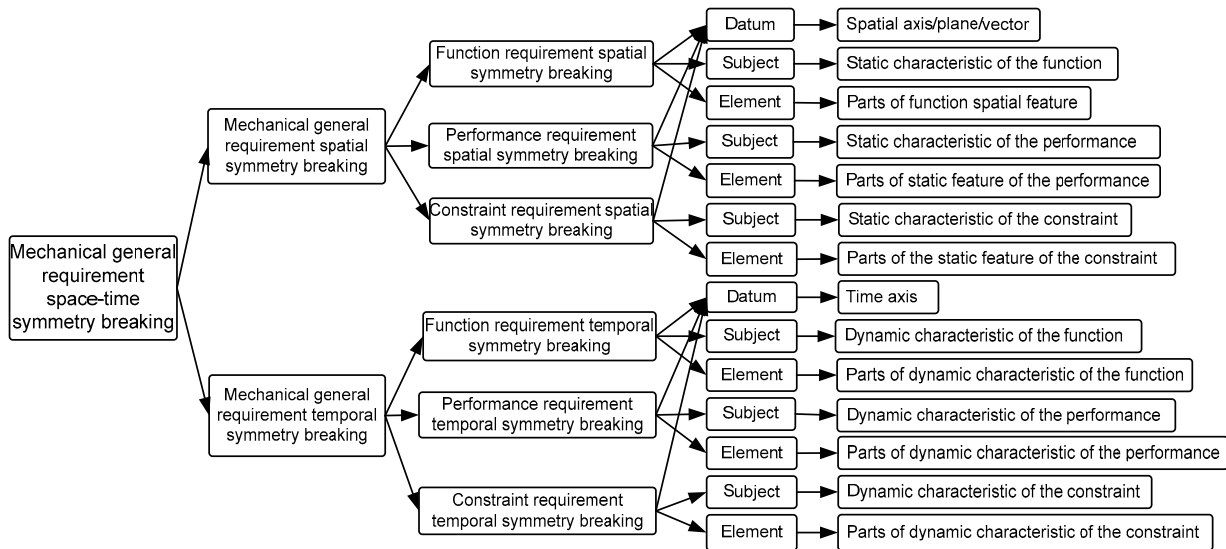 Mechanical general
requirement
space-time
symmetry breaking
Mechanical general
requirement spatial
symmetry breaking
Mechanical general
requirement temporal
symmetry breaking
Function requirement spatial
symmetry breaking
Performance requirement
spatial symmetry breaking
Constraint requirement spatial
symmetry breaking
Function requirement temporal
symmetry breaking
Performance requirement
temporal symmetry breaking
Constraint requirement
temporal symmetry breaking
Datum
Spatial axis/plane/vector
Subject
Static characteristic of the function
Element
Parts of function spatial feature
Subject
Static characteristic of the performance
Element
Parts of static feature of the performance
Subject
Static characteristic of the constraint
Element
Parts of the static feature of the constraint
Datum
Time axis
Subject
Dynamic characteristic of the function
Element
Parts of dynamic characteristic of the function
Subject
Dynamic characteristic of the performance
Element
Parts of dynamic characteristic of the performance
Subject
Dynamic characteristic of the constraint
Element
Parts of dynamic characteristic of the constraint